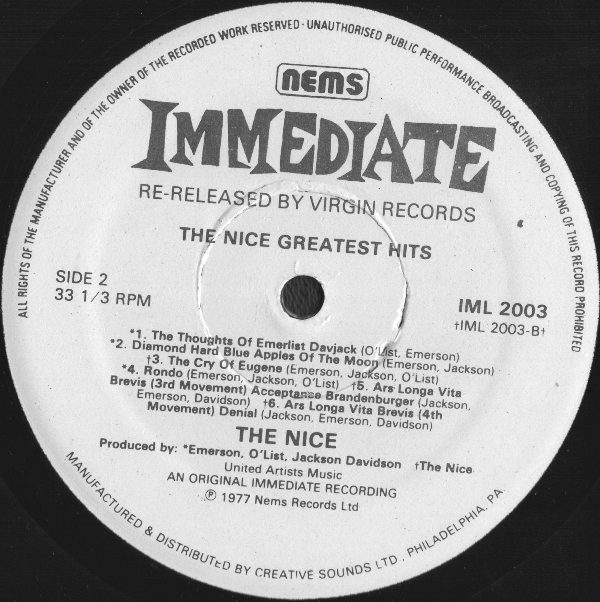 ALL RIGHTS OF THE MANUFACTURER AND OF THE OWNER OF THE RECORDED WORK RESERVED · UNAUTHORISED PUBLIC PERFORMANCE BROADCASTING AND COPYING OF THIS RECORD PROHIBITED
nems
IMMEDIATE
RE-RELEASED BY VIRGIN RECORDS
THE NICE GREATEST HITS
SIDE 2
33 1/3 RPM
IML 2003
†IML 2003-B†
*1. The Thoughts Of Emerlist Davjack (O'List, Emerson)
*2. Diamond Hard Blue Apples Of The Moon (Emerson, Jackson)
†3. The Cry Of Eugene (Emerson, Jackson, O'List)
*4. Rondo (Emerson, Jackson, O'List) †5. Ars Longa Vita
Brevis (3rd Movement) Acceptance Brandenburger (Jackson,
Emerson, Davidson) †6. Ars Longa Vita Brevis (4th
Movement) Denial (Jackson, Emerson, Davidson)
THE NICE
Produced by: *Emerson, O'List, Jackson Davidson †The Nice
United Artists Music
AN ORIGINAL IMMEDIATE RECORDING
℗ 1977 Nems Records Ltd
MANUFACTURED & DISTRIBUTED BY CREATIVE SOUNDS LTD., PHILADELPHIA, PA.